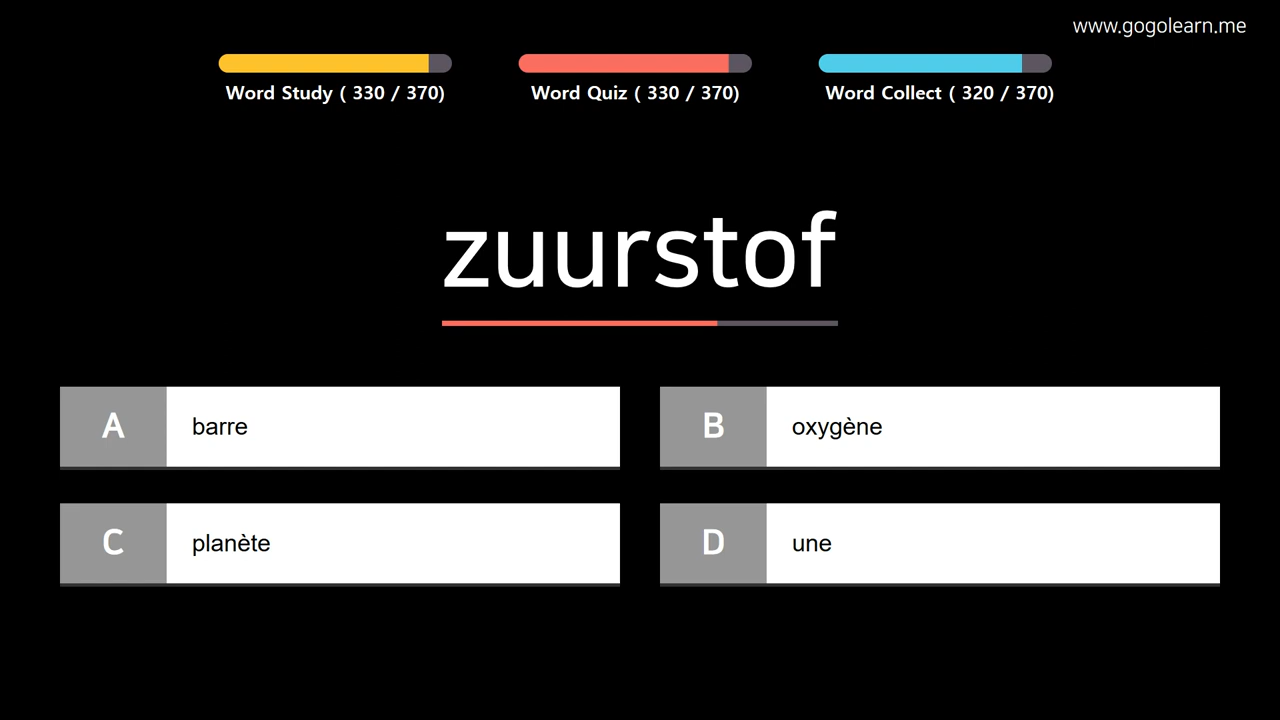 www.gogolearn.me
Word Study ( 330 / 370)
Word Quiz ( 330 / 370)
Word Collect ( 320 / 370)
zuurstof
A barre
B oxygène
C planète
D une